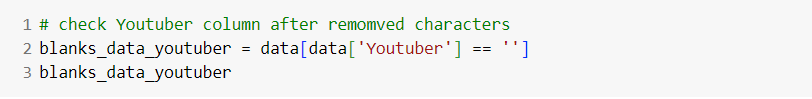 1 # check Youtuber column after remomved characters
2 blanks_data_youtuber = data[data['Youtuber'] == '']
3 blanks_data_youtuber